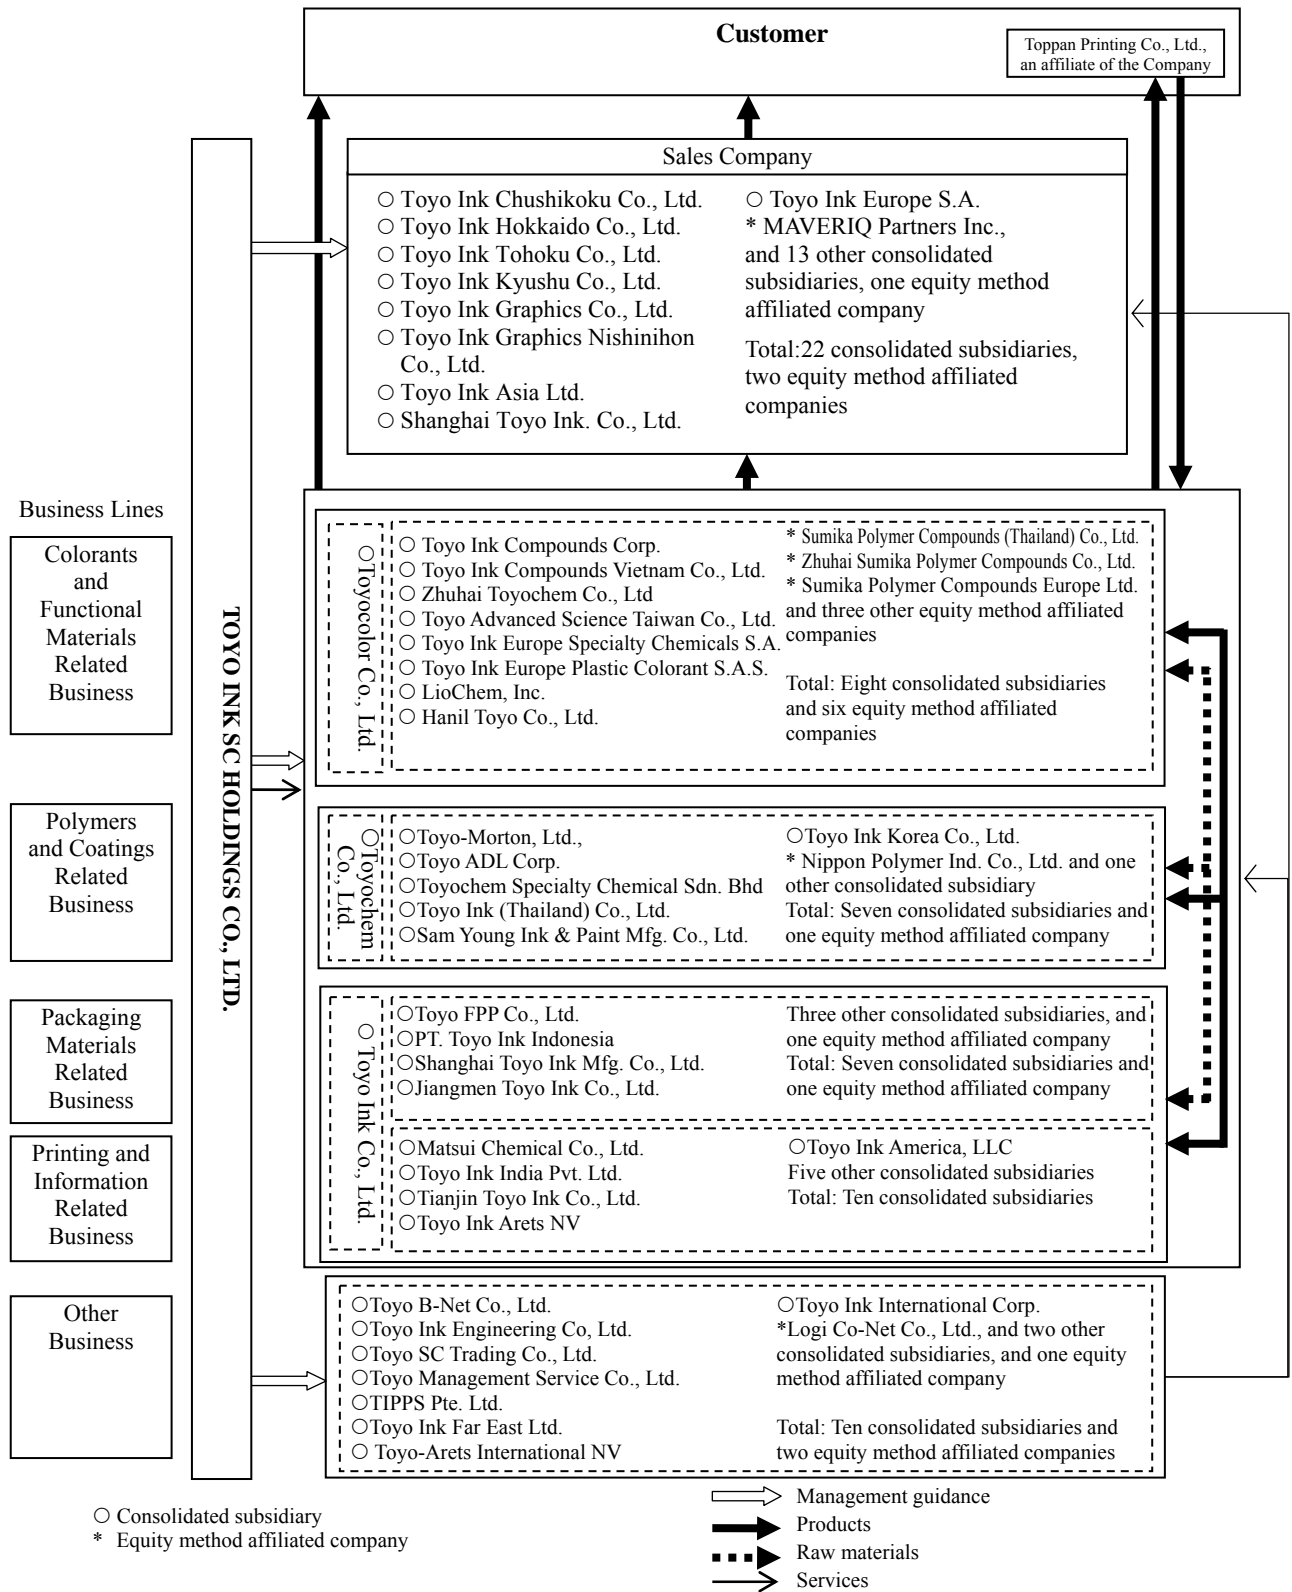 Customer
Toppan Printing Co., Ltd.,
an affiliate of the Company
Sales Company
○ Toyo Ink Chushikoku Co., Ltd.
○ Toyo Ink Hokkaido Co., Ltd.
○ Toyo Ink Tohoku Co., Ltd.
○ Toyo Ink Kyushu Co., Ltd.
○ Toyo Ink Graphics Co., Ltd.
○ Toyo Ink Graphics Nishinihon
Co., Ltd.
○ Toyo Ink Asia Ltd.
○ Shanghai Toyo Ink. Co., Ltd.
○ Toyo Ink Europe S.A.
* MAVERIQ Partners Inc.,
and 13 other consolidated
subsidiaries, one equity method
affiliated company
Total:22 consolidated subsidiaries,
two equity method affiliated
companies
TOYO INK SC HOLDINGS CO., LTD.
Business Lines
Colorants
and
Functional
Materials
Related
Business
○Toyocolor Co., Ltd.
○ Toyo Ink Compounds Corp.
○ Toyo Ink Compounds Vietnam Co., Ltd.
○ Zhuhai Toyochem Co., Ltd
○ Toyo Advanced Science Taiwan Co., Ltd.
○ Toyo Ink Europe Specialty Chemicals S.A.
○ Toyo Ink Europe Plastic Colorant S.A.S.
○ LioChem, Inc.
○ Hanil Toyo Co., Ltd.
* Sumika Polymer Compounds (Thailand) Co., Ltd.
* Zhuhai Sumika Polymer Compounds Co., Ltd.
* Sumika Polymer Compounds Europe Ltd.
and three other equity method affiliated
companies
Total: Eight consolidated subsidiaries
and six equity method affiliated
companies
Polymers
and Coatings
Related
Business
○Toyochem
Co., Ltd.
○Toyo-Morton, Ltd.,
○Toyo ADL Corp.
○Toyochem Specialty Chemical Sdn. Bhd
○Toyo Ink (Thailand) Co., Ltd.
○Sam Young Ink & Paint Mfg. Co., Ltd.
○Toyo Ink Korea Co., Ltd.
* Nippon Polymer Ind. Co., Ltd. and one
other consolidated subsidiary
Total: Seven consolidated subsidiaries and
one equity method affiliated company
Packaging
Materials
Related
Business
○ Toyo Ink Co., Ltd.
○Toyo FPP Co., Ltd.
○PT. Toyo Ink Indonesia
○Shanghai Toyo Ink Mfg. Co., Ltd.
○Jiangmen Toyo Ink Co., Ltd.
Three other consolidated subsidiaries, and
one equity method affiliated company
Total: Seven consolidated subsidiaries and
one equity method affiliated company
Printing and
Information
Related
Business
○Matsui Chemical Co., Ltd.
○Toyo Ink India Pvt. Ltd.
○Tianjin Toyo Ink Co., Ltd.
○Toyo Ink Arets NV
○Toyo Ink America, LLC
Five other consolidated subsidiaries
Total: Ten consolidated subsidiaries
Other
Business
○Toyo B-Net Co., Ltd.
○Toyo Ink Engineering Co, Ltd.
○Toyo SC Trading Co., Ltd.
○Toyo Management Service Co., Ltd.
○TIPPS Pte. Ltd.
○Toyo Ink Far East Ltd.
○ Toyo-Arets International NV
○Toyo Ink International Corp.
*Logi Co-Net Co., Ltd., and two other
consolidated subsidiaries, and one equity
method affiliated company
Total: Ten consolidated subsidiaries and
two equity method affiliated companies
○ Consolidated subsidiary
* Equity method affiliated company
Management guidance
Products
Raw materials
Services